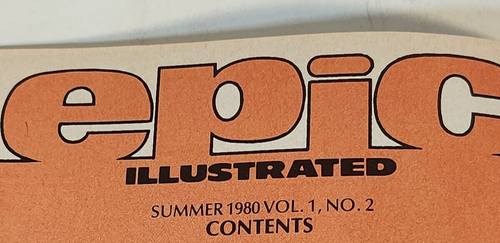 epic
ILLUSTRATED
SUMMER 1980 VOL. 1, NO. 2
CONTENTS